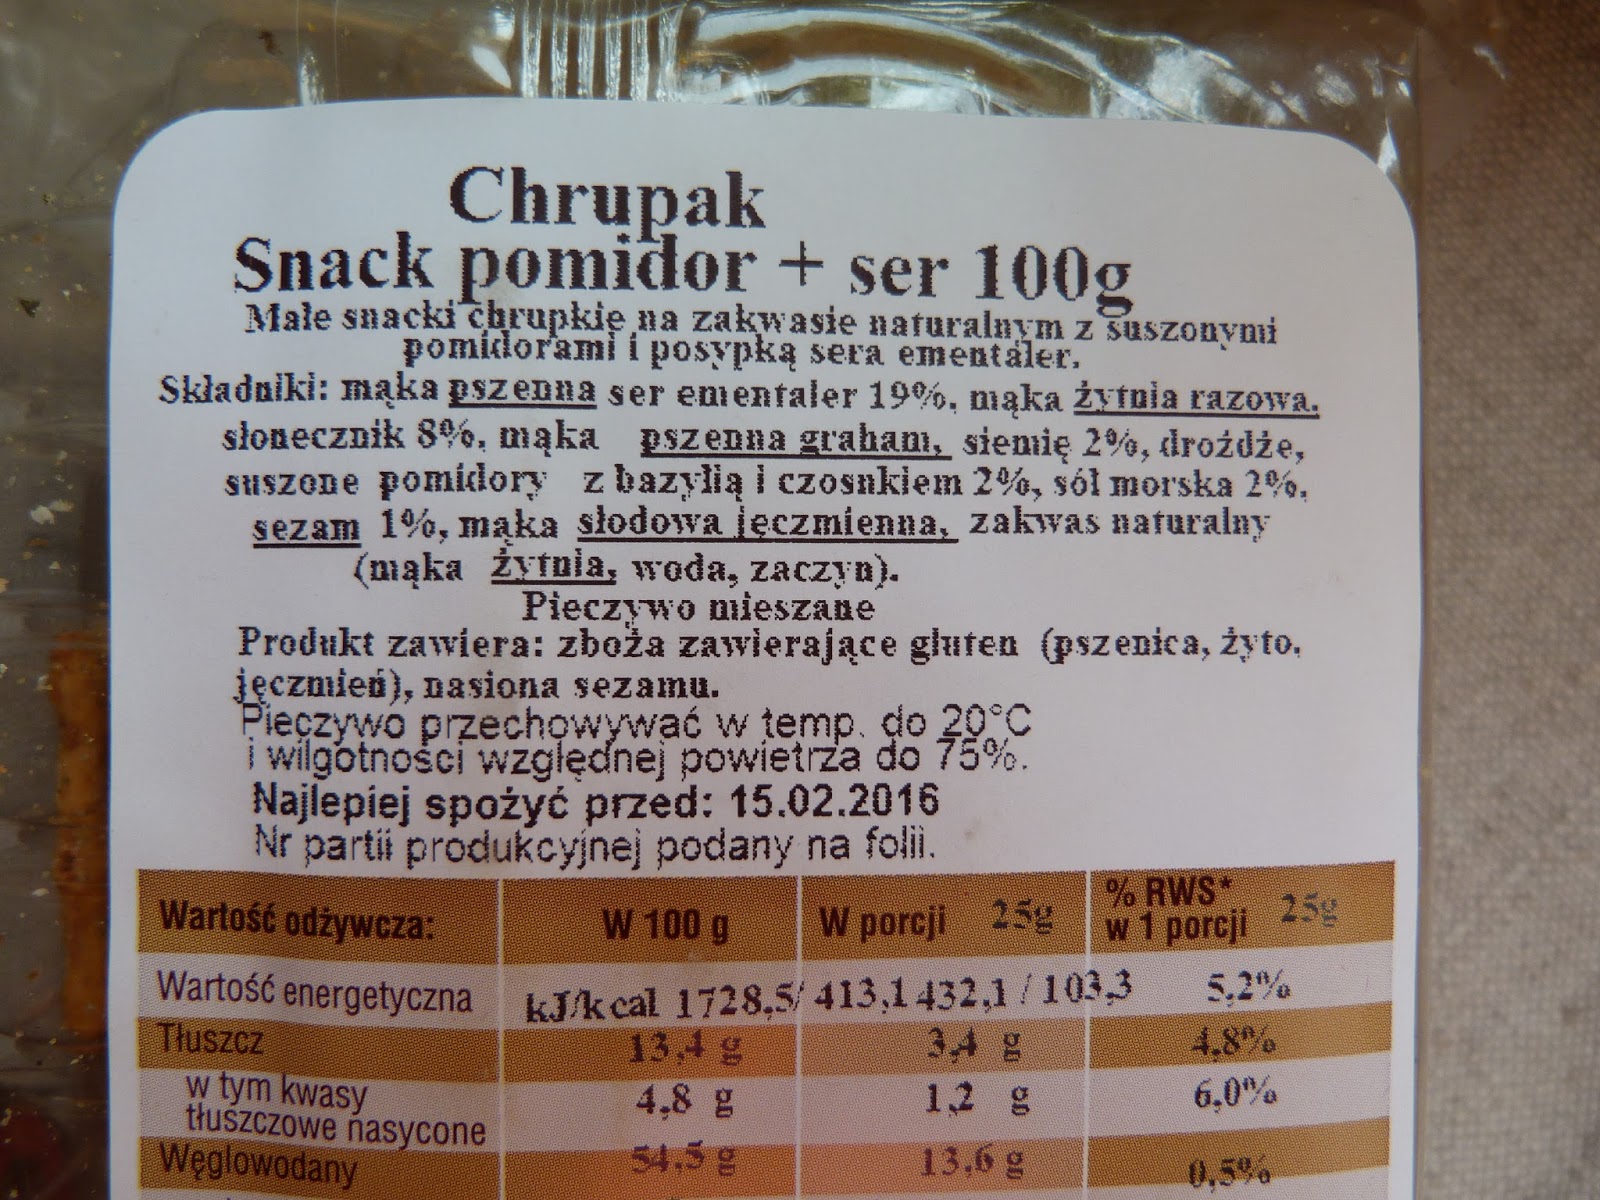 Chrupak
Snack pomidor + ser 100g
Małe snacki chrupkie na zakwasie naturalnym z suszonymi
pomidorami i posypką sera ementaler.
Składniki: mąka pszenna ser ementaler 19%, mąka żytnia razowa,
słonecznik 8%, mąka pszenna graham, siemię 2%, drożdże,
suszone pomidory z bazylią i czosnkiem 2%, sól morska 2%,
sezam 1%, mąka słodowa jęczmienna, zakwas naturalny
(mąka żytnia, woda, zaczyn).
Pieczywo mieszane
Produkt zawiera: zboża zawierające gluten (pszenica, żyto,
jęczmień), nasiona sezamu.
Pieczywo przechowywać w temp. do 20°C
i wilgotności względnej powietrza do 75%.
Najlepiej spożyć przed: 15.02.2016
Nr partii produkcyjnej podany na folii.
Wartość odżywcza: W 100 g W porcji 25g % RWS* w 1 porcji 25g
Wartość energetyczna kJ/kcal 1728,5/ 413,1 432,1 / 103,3 5,2%
Tłuszcz 13,4 g 3,4 g 4,8%
w tym kwasy
tłuszczowe nasycone 4,8 g 1,2 g 6,0%
Węglowodany 54,5 g 13,6 g 0,5%